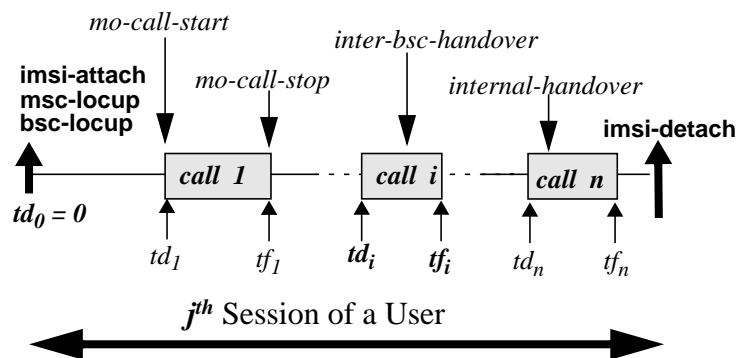 mo-call-start
inter-bsc-handover
imsi-attach
msc-locup
bsc-locup
mo-call-stop
internal-handover
imsi-detach
call 1
call i
call n
td0 = 0
td1
tf1
tdi
tfi
tdn
tfn
jth Session of a User